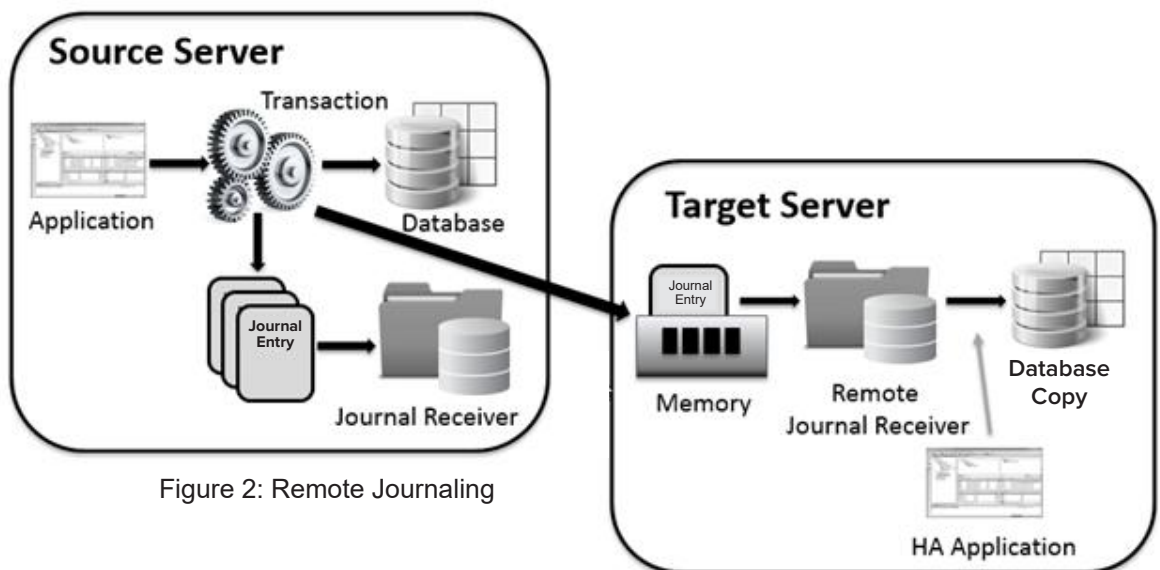 Source Server
Transaction
Application
Database
Journal
Entry
Journal Receiver
Figure 2: Remote Journaling
Target Server
Journal
Entry
Memory
Remote
Journal Receiver
Database
Copy
HA Application